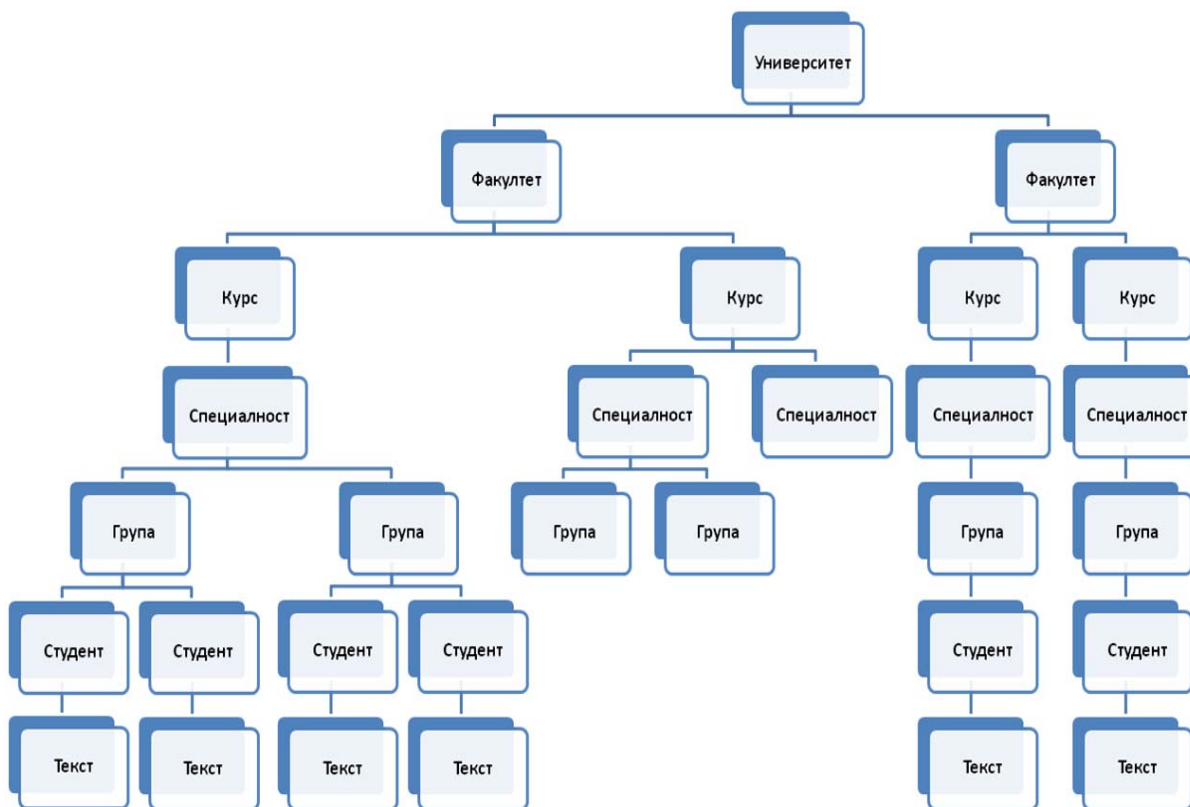 Университет
Факултет
Факултет
Курс
Курс
Курс
Курс
Специалност
Специалност
Специалност
Специалност
Специалност
Група
Група
Група
Група
Група
Група
Студент
Студент
Студент
Студент
Студент
Студент
Текст
Текст
Текст
Текст
Текст
Текст